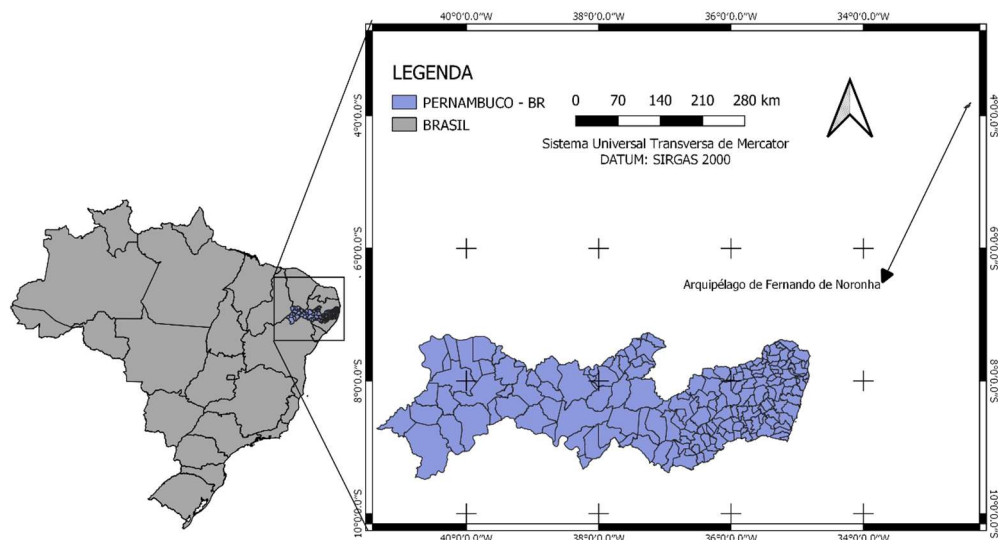 40°0'0.0"W 38°0'0.0"W 36°0'0.0"W 34°0'0.0"W
LEGENDA
PERNAMBUCO - BR
BRASIL
0 70 140 210 280 km
Sistema Universal Transversa de Mercator
DATUM: SIRGAS 2000
4°0'0.0"S
4°0'0.0"S
6°0'0.0"S
6°0'0.0"S
Arquipélago de Fernando de Noronha
8°0'0.0"S
8°0'0.0"S
10°0'0.0"S
10°0'0.0"S
40°0'0.0"W 38°0'0.0"W 36°0'0.0"W 34°0'0.0"W